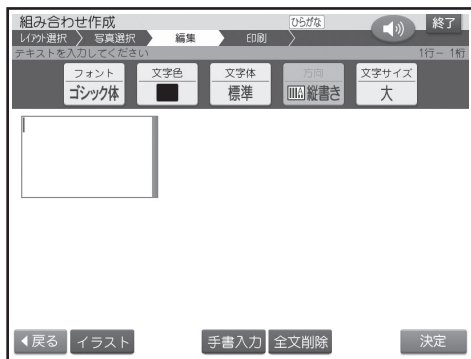 組み合わせ作成 ひらがな 終了
ﾚｲｱｳﾄ選択 写真選択 編集 印刷
テキストを入力してください 1行- 1桁
フォント 文字色 文字体 方向 文字サイズ
ゴシック体 標準 縦書き 大
戻る イラスト 手書入力 全文削除 決定